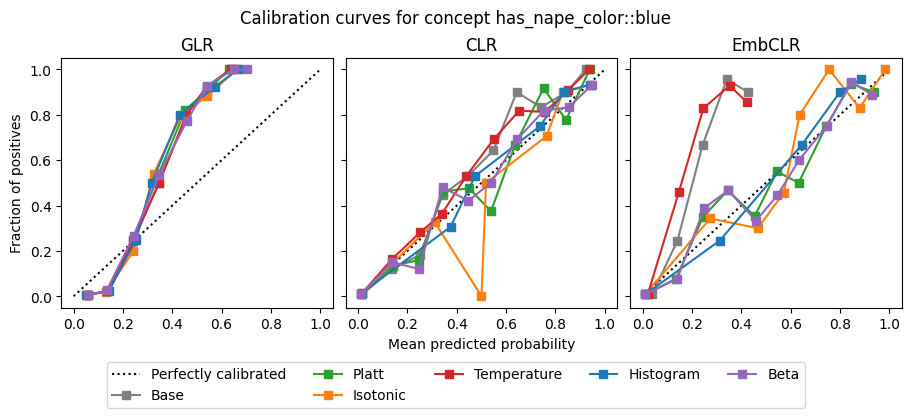 Calibration curves for concept has_nape_color::blue
GLR
CLR
EmbCLR
Fraction of positives
1.0
0.8
0.6
0.4
0.2
0.0
0.0 0.2 0.4 0.6 0.8 1.0
0.0 0.2 0.4 0.6 0.8 1.0
0.0 0.2 0.4 0.6 0.8 1.0
Mean predicted probability
Perfectly calibrated
Base
Platt
Isotonic
Temperature
Histogram
Beta